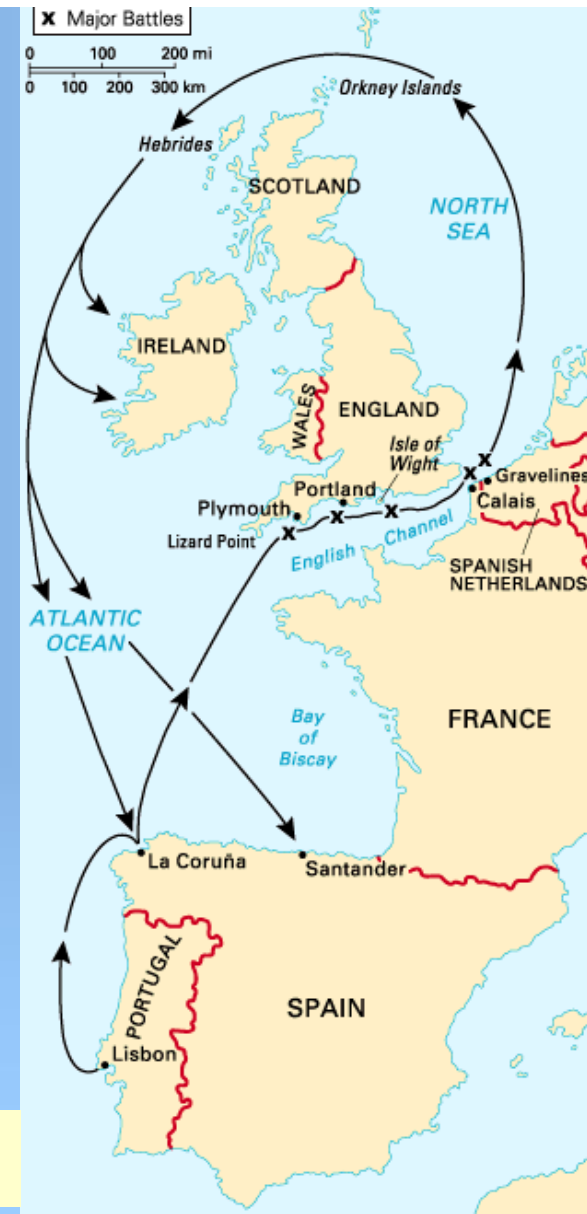 x Major Battles
0 100 200 mi
0 100 200 300 km
Orkney Islands
Hebrides
SCOTLAND
NORTH
SEA
IRELAND
WALES
ENGLAND
Isle of
Wight
Gravelines
Portland
Calais
Plymouth
Lizard Point
English Channel
SPANISH
NETHERLANDS
ATLANTIC
OCEAN
FRANCE
Bay
of
Biscay
La Coruña
Santander
PORTUGAL
SPAIN
Lisbon